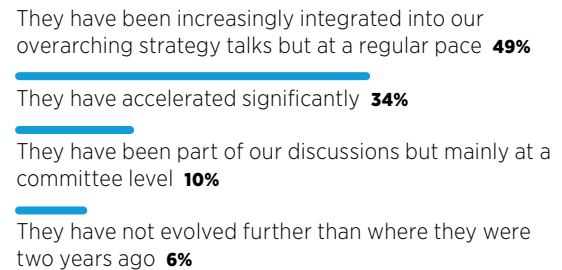 They have been increasingly integrated into our
overarching strategy talks but at a regular pace 49%
They have accelerated significantly 34%
They have been part of our discussions but mainly at a
committee level 10%
They have not evolved further than where they were
two years ago 6%